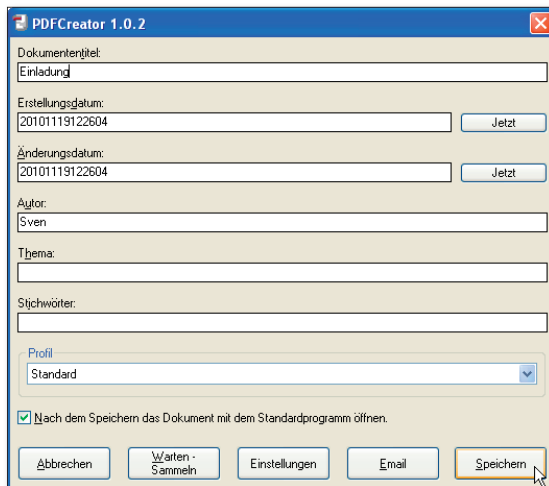 PDFCreator 1.0.2
Dokumententitel:
Einladung
Erstellungsdatum:
20101119122604
Jetzt
Änderungsdatum:
20101119122604
Jetzt
Autor:
Sven
Thema:
Stichwörter:
Profil
Standard
Nach dem Speichern das Dokument mit dem Standardprogramm öffnen.
Abbrechen
Warten -
Sammeln
Einstellungen
Email
Speichern